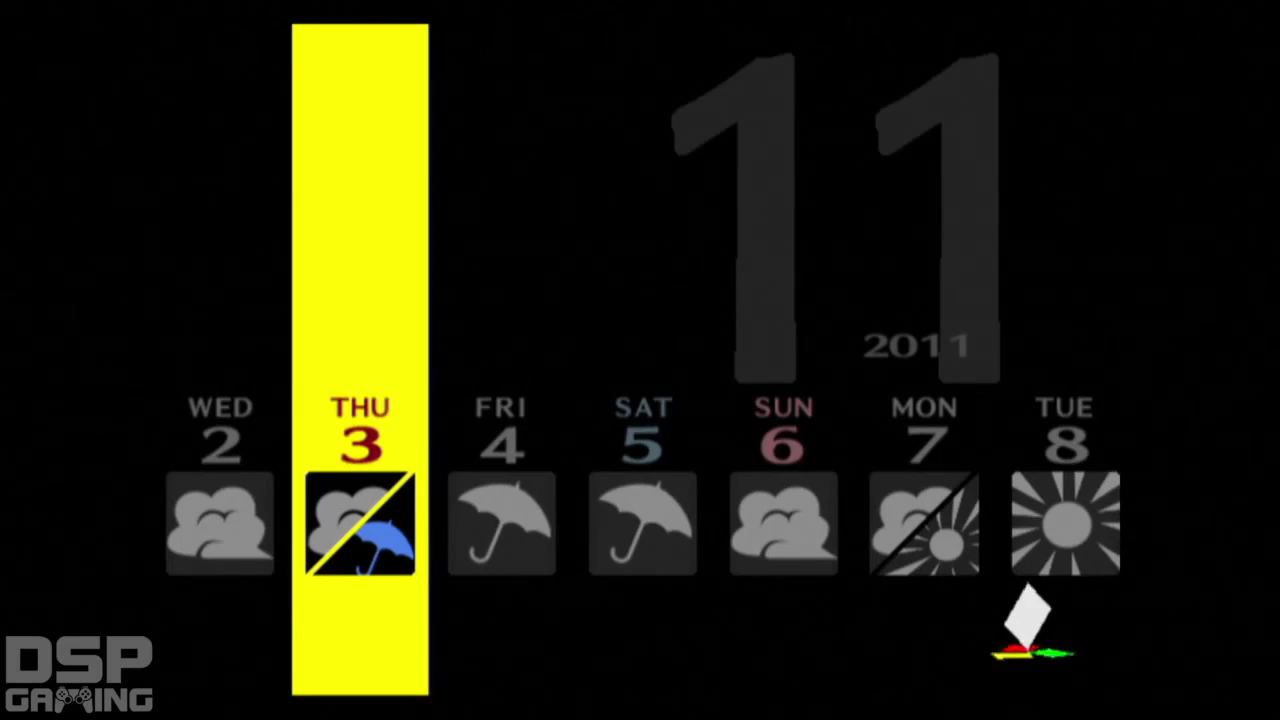 11
2011
WED THU FRI SAT SUN MON TUE
2 3 4 5 6 7 8
DSP
GAMING